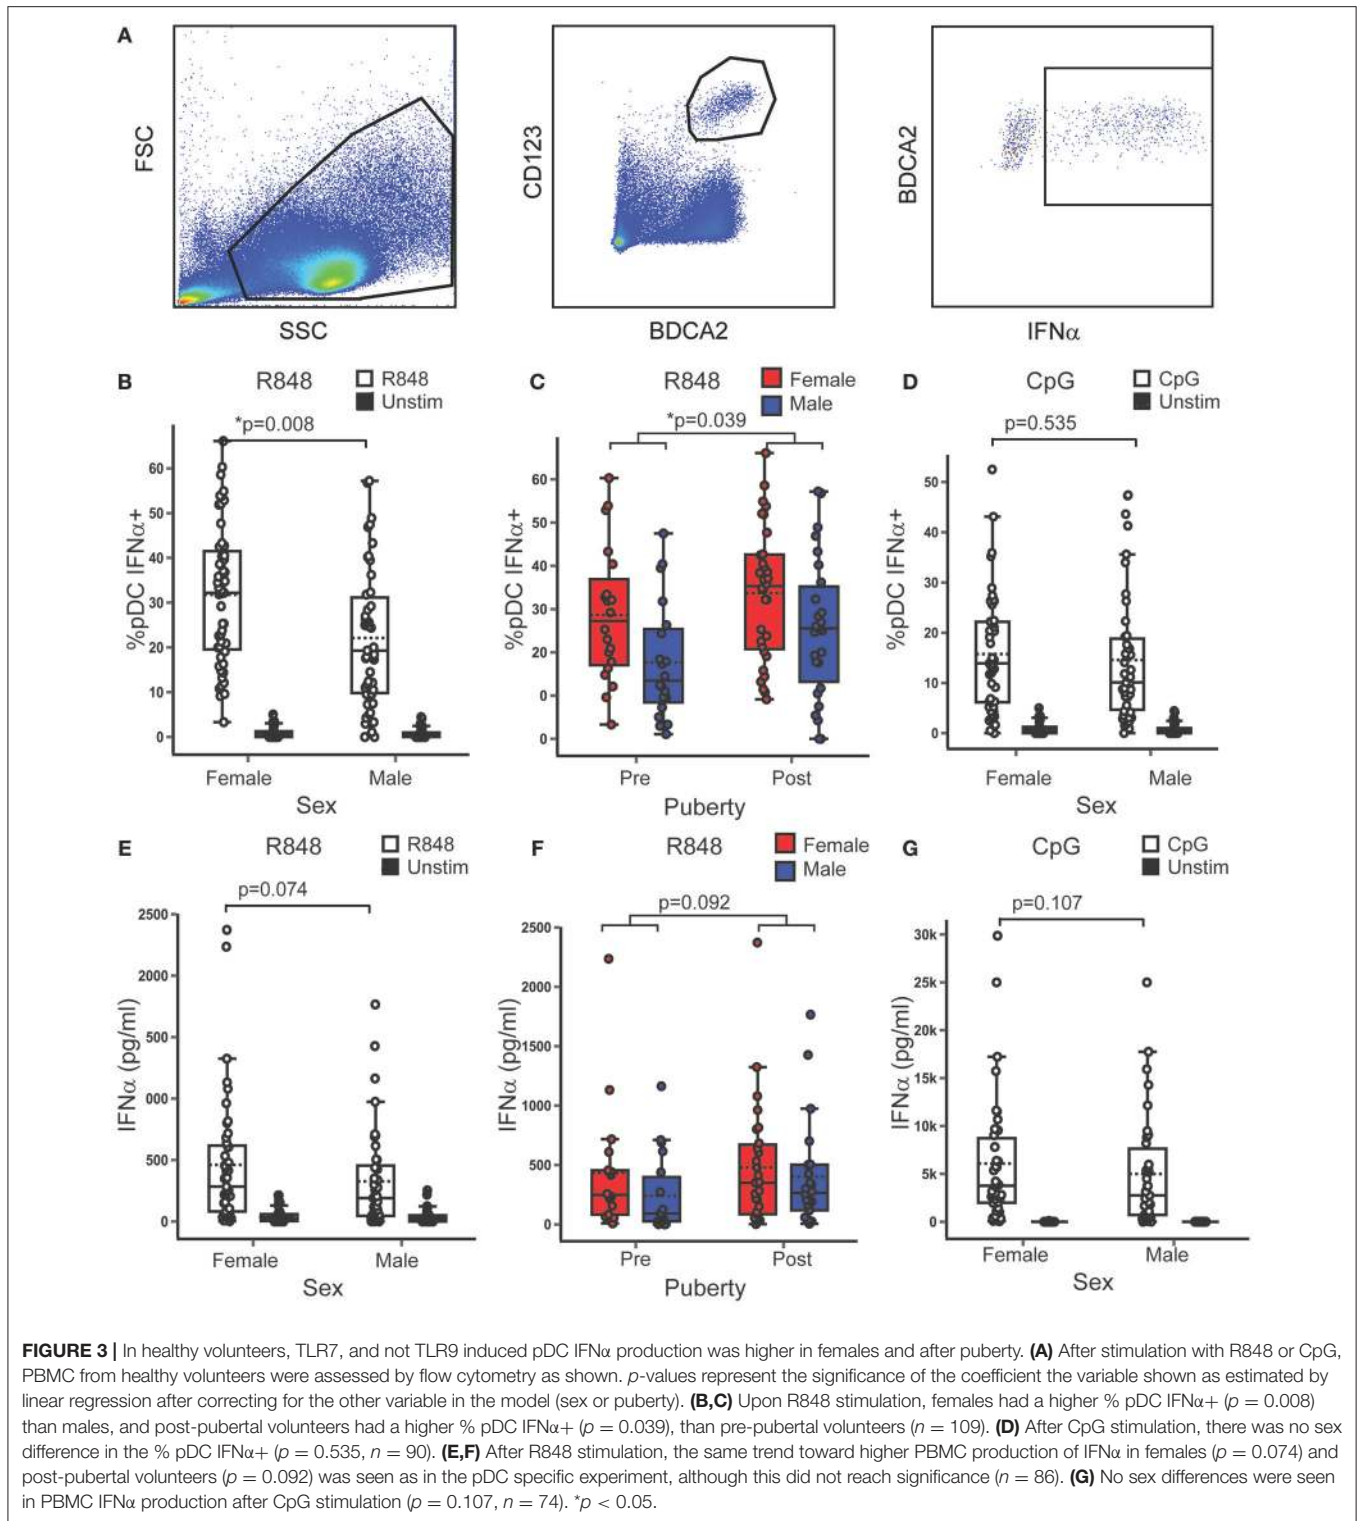 A
FSC
SSC
CD123
BDCA2
BDCA2
IFNα
B
R848
R848
Unstim
*p=0.008
%pDC IFNα+
60
50
40
30
20
10
0
Female
Male
Sex
C
R848
Female
Male
*p=0.039
%pDC IFNα+
60
50
40
30
20
0
0
Pre
Post
Puberty
D
CpG
CpG
Unstim
p=0.535
%pDC IFNα+
50
40
30
20
10
0
Female
Male
Sex
E
R848
R848
Unstim
p=0.074
IFNα (pg/ml)
2500
2000
500
000
500
0
Female
Male
Sex
F
R848
Female
Male
p=0.092
IFNα (pg/ml)
2500
2000
1500
1000
500
0
Pre
Post
Puberty
G
CpG
CpG
Unstim
p=0.107
IFNα (pg/ml)
30k
25k
20k
15k
10k
5k
0
Female
Male
Sex
FIGURE 3 | In healthy volunteers, TLR7, and not TLR9 induced pDC IFNα production was higher in females and after puberty. (A) After stimulation with R848 or CpG,
PBMC from healthy volunteers were assessed by flow cytometry as shown. p-values represent the significance of the coefficient the variable shown as estimated by
linear regression after correcting for the other variable in the model (sex or puberty). (B,C) Upon R848 stimulation, females had a higher % pDC IFNα+ (p = 0.008)
than males, and post-pubertal volunteers had a higher % pDC IFNα+ (p = 0.039), than pre-pubertal volunteers (n = 109). (D) After CpG stimulation, there was no sex
difference in the % pDC IFNα+ (p = 0.535, n = 90). (E,F) After R848 stimulation, the same trend toward higher PBMC production of IFNα in females (p = 0.074) and
post-pubertal volunteers (p = 0.092) was seen as in the pDC specific experiment, although this did not reach significance (n = 86). (G) No sex differences were seen
in PBMC IFNα production after CpG stimulation (p = 0.107, n = 74). *p < 0.05.